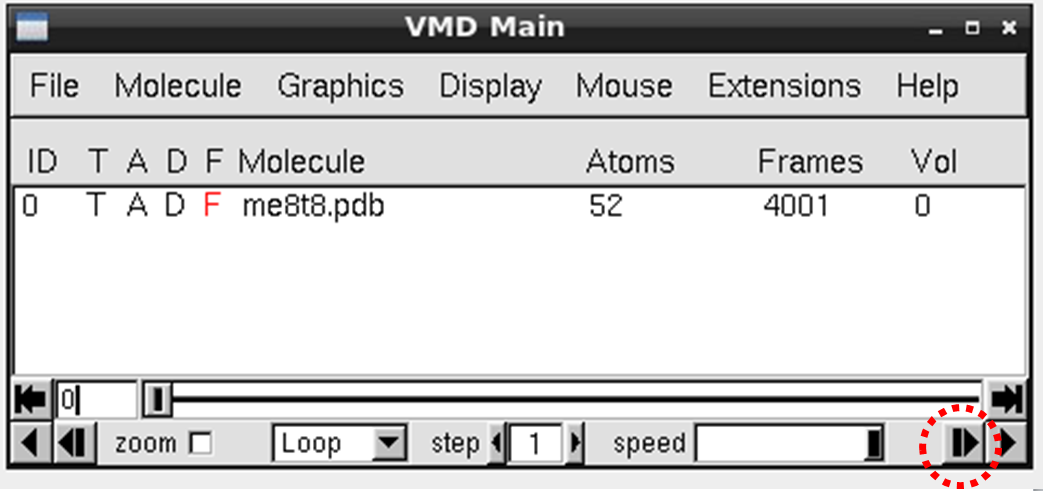 VMD Main
File Molecule Graphics Display Mouse Extensions Help
ID T A D F Molecule Atoms Frames Vol
0 T A D F me8t8.pdb 52 4001 0
0
zoom Loop step 1 speed